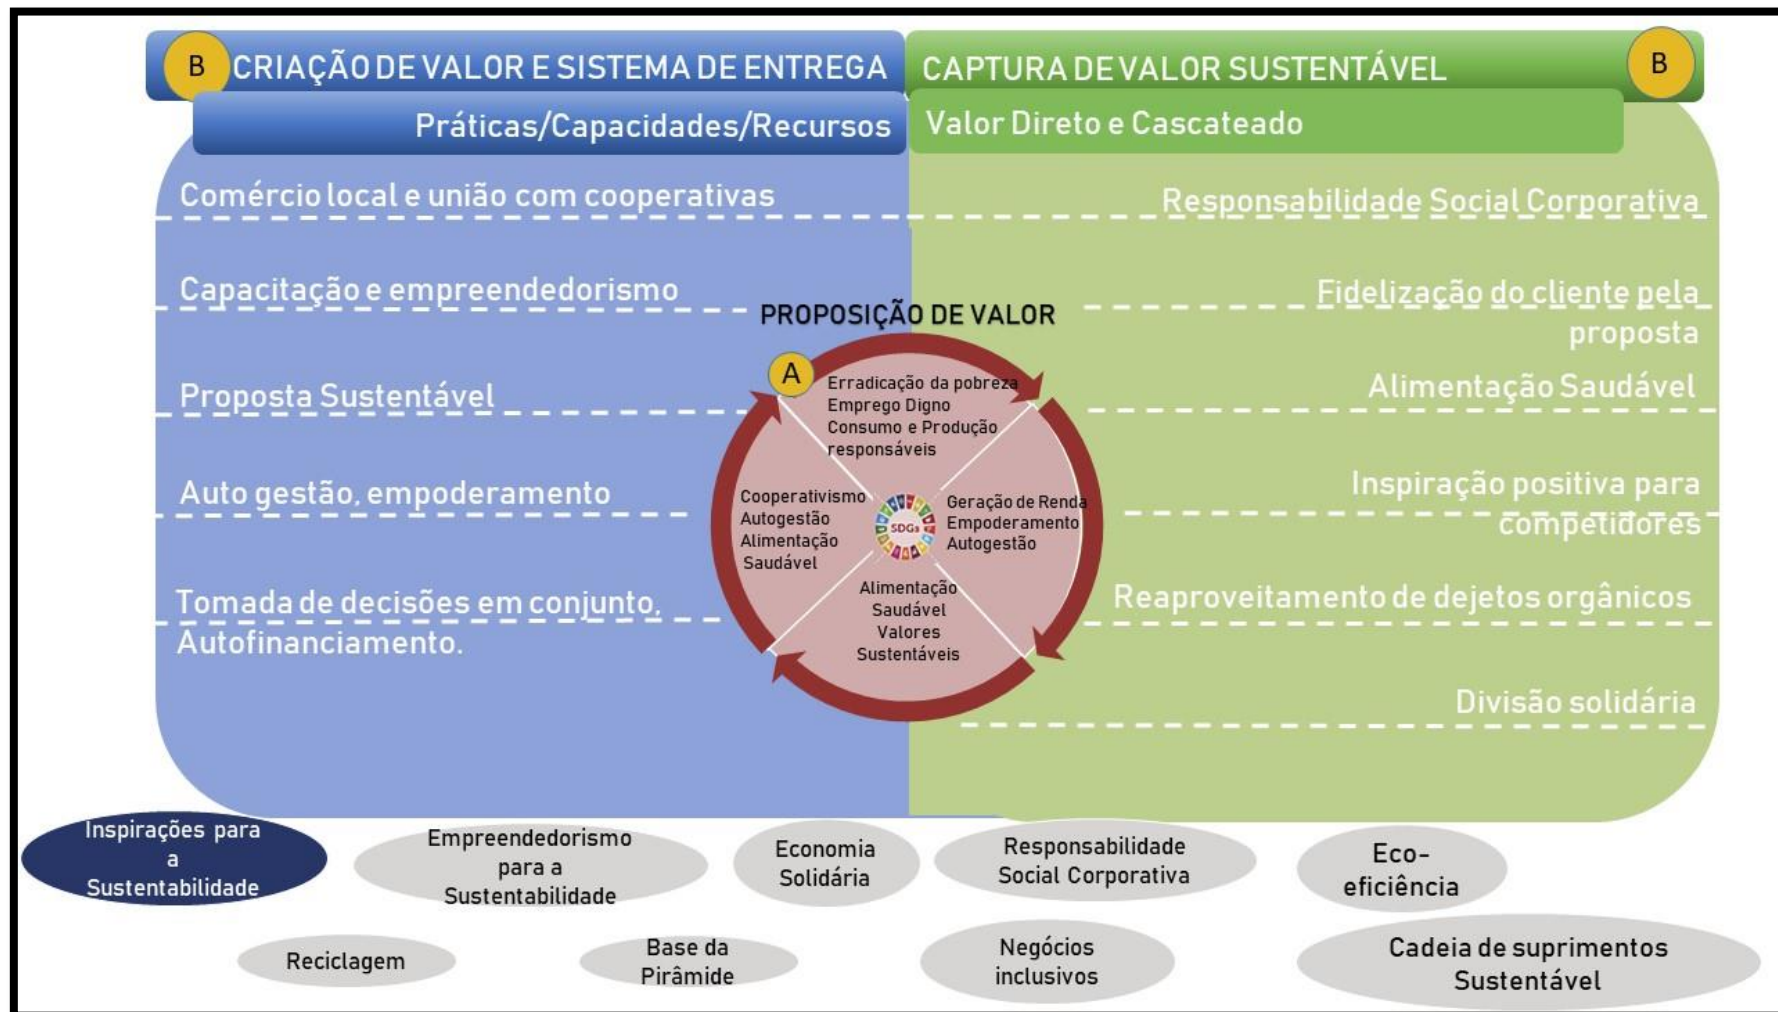 B
CRIAÇÃO DE VALOR E SISTEMA DE ENTREGA
Práticas/Capacidades/Recursos
CAPTURA DE VALOR SUSTENTÁVEL
B
Valor Direto e Cascateado
Comércio local e união com cooperativas
Capacitação e empreendedorismo
Proposta Sustentável
Auto gestão, empoderamento
Tomada de decisões em conjunto,
Autofinanciamento.
PROPOSIÇÃO DE VALOR
A
Erradicação da pobreza
Emprego Digno
Consumo e Produção
responsáveis
Cooperativismo
Autogestão
Alimentação
Saudável
SDGs
Geração de Renda
Empoderamento
Autogestão
Alimentação
Saudável
Valores
Sustentáveis
Responsabilidade Social Corporativa
Fidelização do cliente pela
proposta
Alimentação Saudável
Inspiração positiva para
competidores
Reaproveitamento de dejetos orgânicos
Divisão solidária
Inspirações para
a
Sustentabilidade
Empreendedorismo
para a
Sustentabilidade
Economia
Solidária
Responsabilidade
Social Corporativa
Eco-
eficiência
Reciclagem
Base da
Pirâmide
Negócios
inclusivos
Cadeia de suprimentos
Sustentável